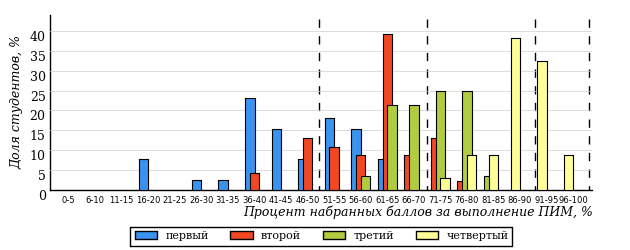 Доля студентов, %
40
35
30
25
20
15
10
5
0
0-5 6-10 11-15 16-20 21-25 26-30 31-35 36-40 41-45 46-50 51-55 56-60 61-65 66-70 71-75 76-80 81-85 86-90 91-95 96-100
Процент набранных баллов за выполнение ПИМ, %
первый второй третий четвертый